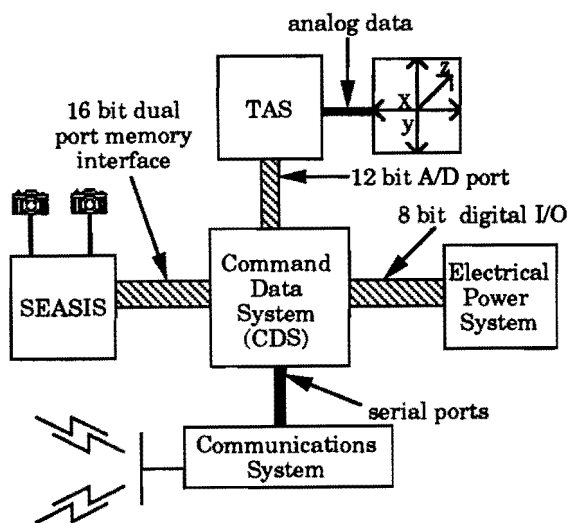 analog data
TAS
z
x
y
16 bit dual
port memory
interface
12 bit A/D port
8 bit digital I/O
SEASIS
Command
Data
System
(CDS)
Electrical
Power
System
serial ports
Communications
System